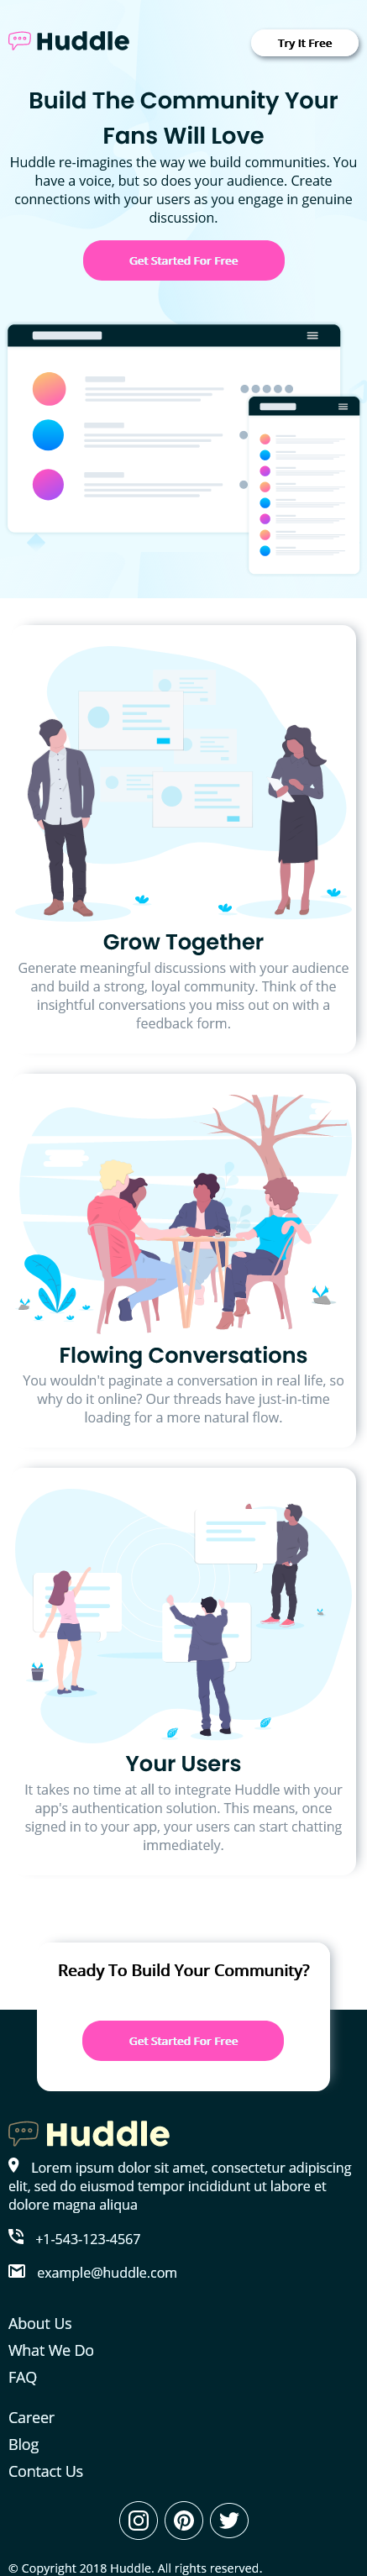 Huddle
Try It Free
Build The Community Your
Fans Will Love
Huddle re-imagines the way we build communities. You
have a voice, but so does your audience. Create
connections with your users as you engage in genuine
discussion.
Get Started For Free
Grow Together
Generate meaningful discussions with your audience
and build a strong, loyal community. Think of the
insightful conversations you miss out on with a
feedback form.
Flowing Conversations
You wouldn't paginate a conversation in real life, so
why do it online? Our threads have just-in-time
loading for a more natural flow.
Your Users
It takes no time at all to integrate Huddle with your
app's authentication solution. This means, once
signed in to your app, your users can start chatting
immediately.
Ready To Build Your Community?
Get Started For Free
Huddle
Lorem ipsum dolor sit amet, consectetur adipiscing
elit, sed do eiusmod tempor incididunt ut labore et
dolore magna aliqua
+1-543-123-4567
example@huddle.com
About Us
What We Do
FAQ
Career
Blog
Contact Us
© Copyright 2018 Huddle. All rights reserved.